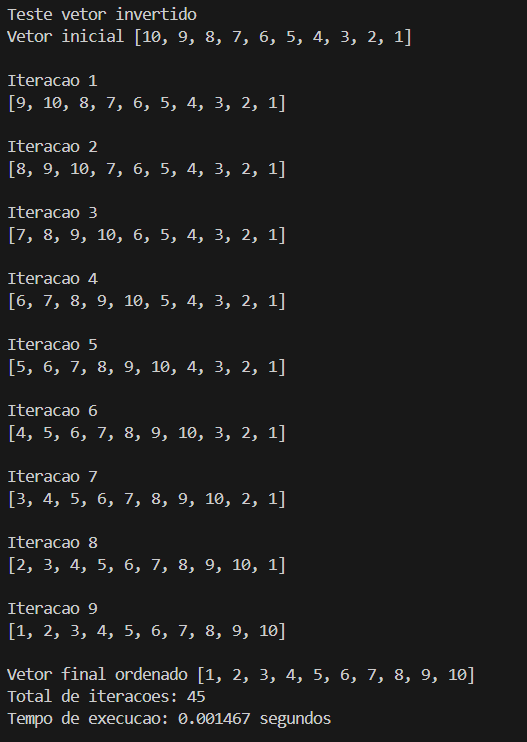 Teste vetor invertido
Vetor inicial [10, 9, 8, 7, 6, 5, 4, 3, 2, 1]
Iteracao 1
[9, 10, 8, 7, 6, 5, 4, 3, 2, 1]
Iteracao 2
[8, 9, 10, 7, 6, 5, 4, 3, 2, 1]
Iteracao 3
[7, 8, 9, 10, 6, 5, 4, 3, 2, 1]
Iteracao 4
[6, 7, 8, 9, 10, 5, 4, 3, 2, 1]
Iteracao 5
[5, 6, 7, 8, 9, 10, 4, 3, 2, 1]
Iteracao 6
[4, 5, 6, 7, 8, 9, 10, 3, 2, 1]
Iteracao 7
[3, 4, 5, 6, 7, 8, 9, 10, 2, 1]
Iteracao 8
[2, 3, 4, 5, 6, 7, 8, 9, 10, 1]
Iteracao 9
[1, 2, 3, 4, 5, 6, 7, 8, 9, 10]
Vetor final ordenado [1, 2, 3, 4, 5, 6, 7, 8, 9, 10]
Total de iteracoes: 45
Tempo de execucao: 0.001467 segundos